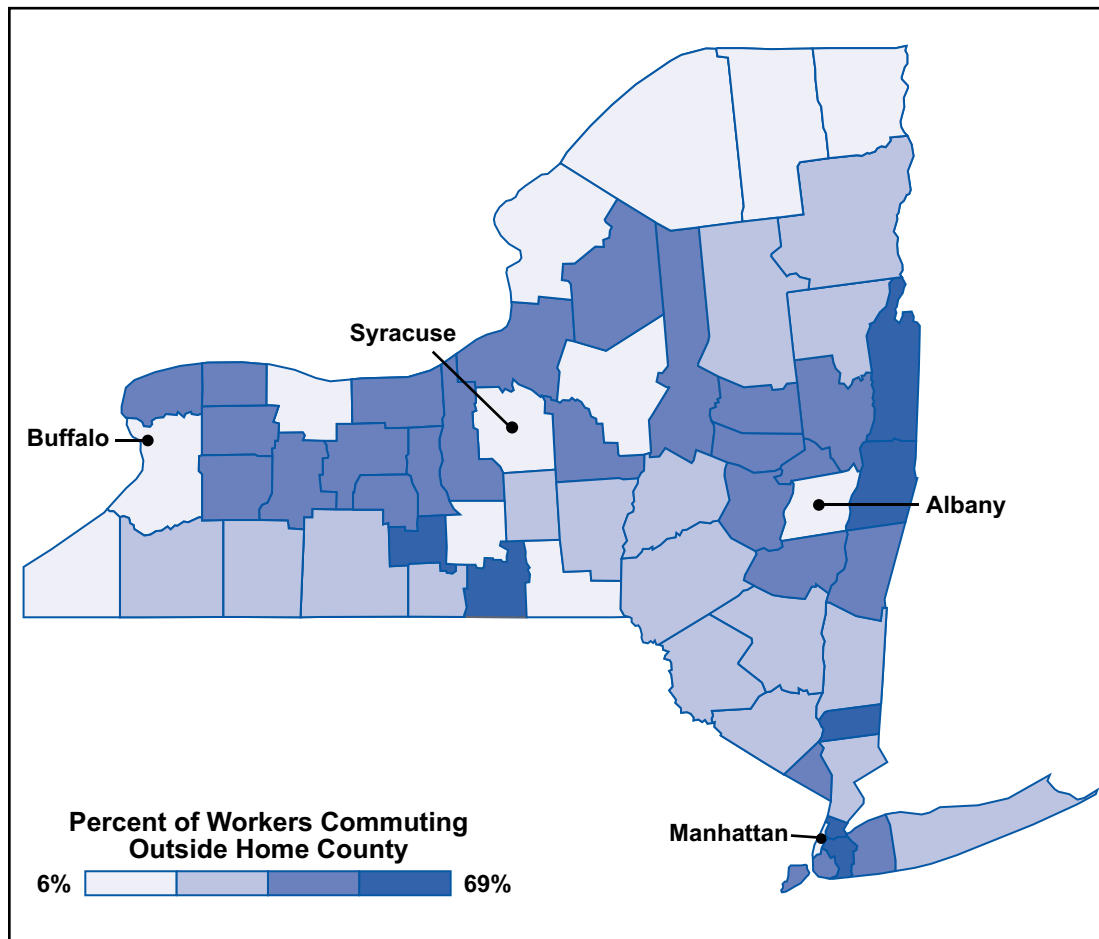 Syracuse
Buffalo
Albany
Manhattan
Percent of Workers Commuting
Outside Home County
6% 69%